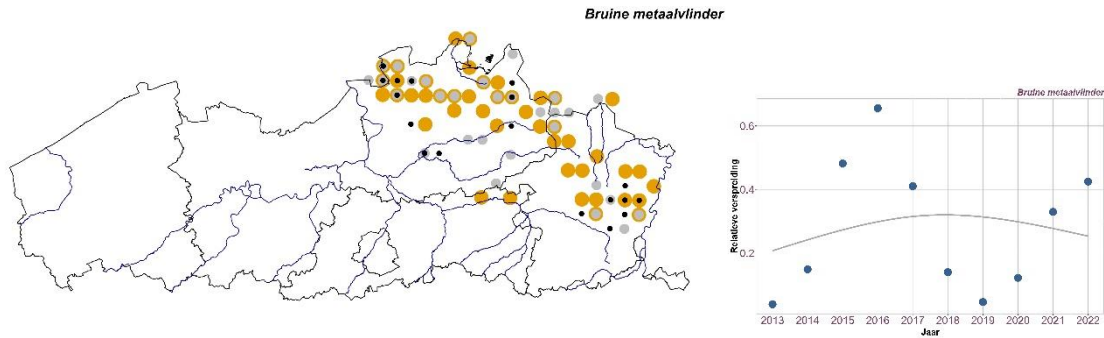 Bruine metaalvlinder
Bruine metaalvlinder
0.6
0.4
0.2
Relatieve verspreiding
2013 2014 2015 2016 2017 2018 2019 2020 2021 2022
Jaar